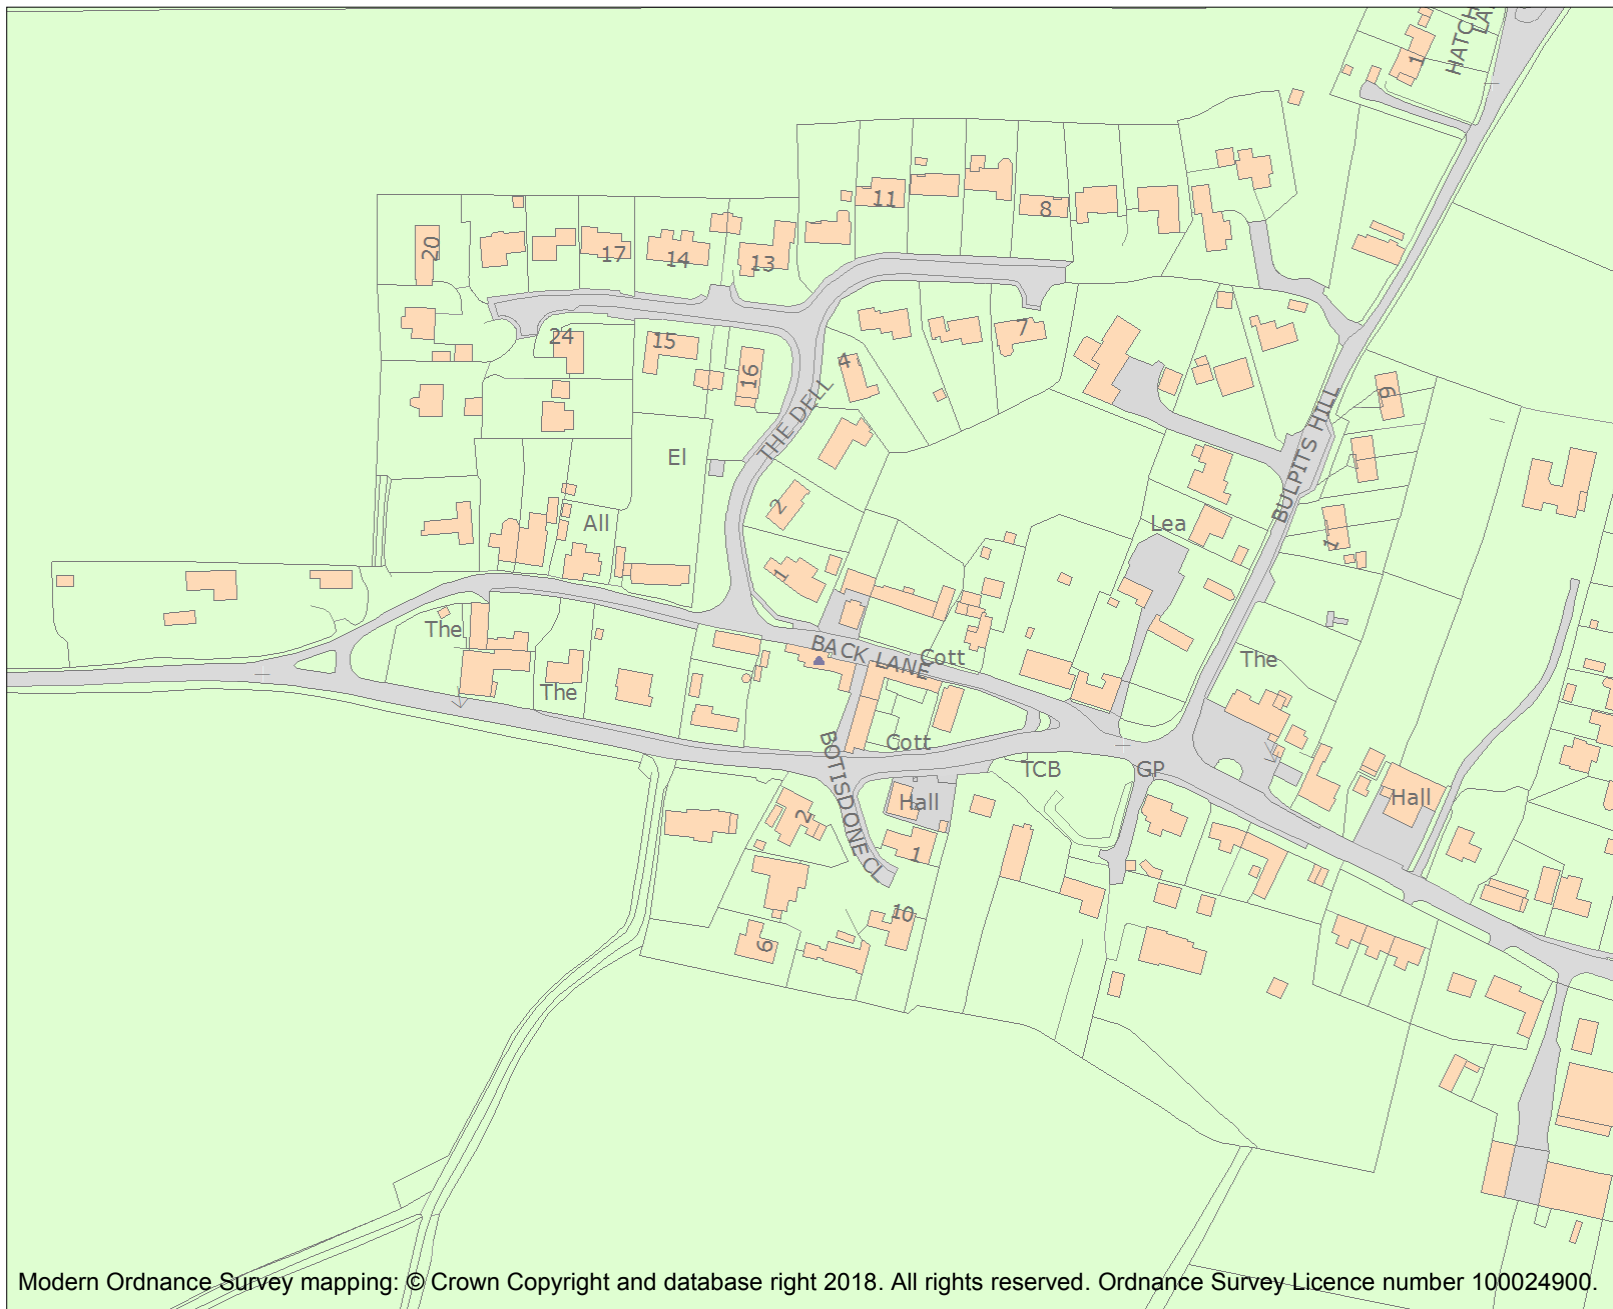 HATCH
LA
1
11
8
20
17
14
13
24
15
16
4
7
9
THE DELL
El
BULPITS HILL
2
All
Lea
1
1
The
BACK LANE
Cott
The
The
Cott
BOTISDONE CL
TCB
GP
Hall
Hall
2
1
10
6
Modern Ordnance Survey mapping: © Crown Copyright and database right 2018. All rights reserved. Ordnance Survey Licence number 100024900.